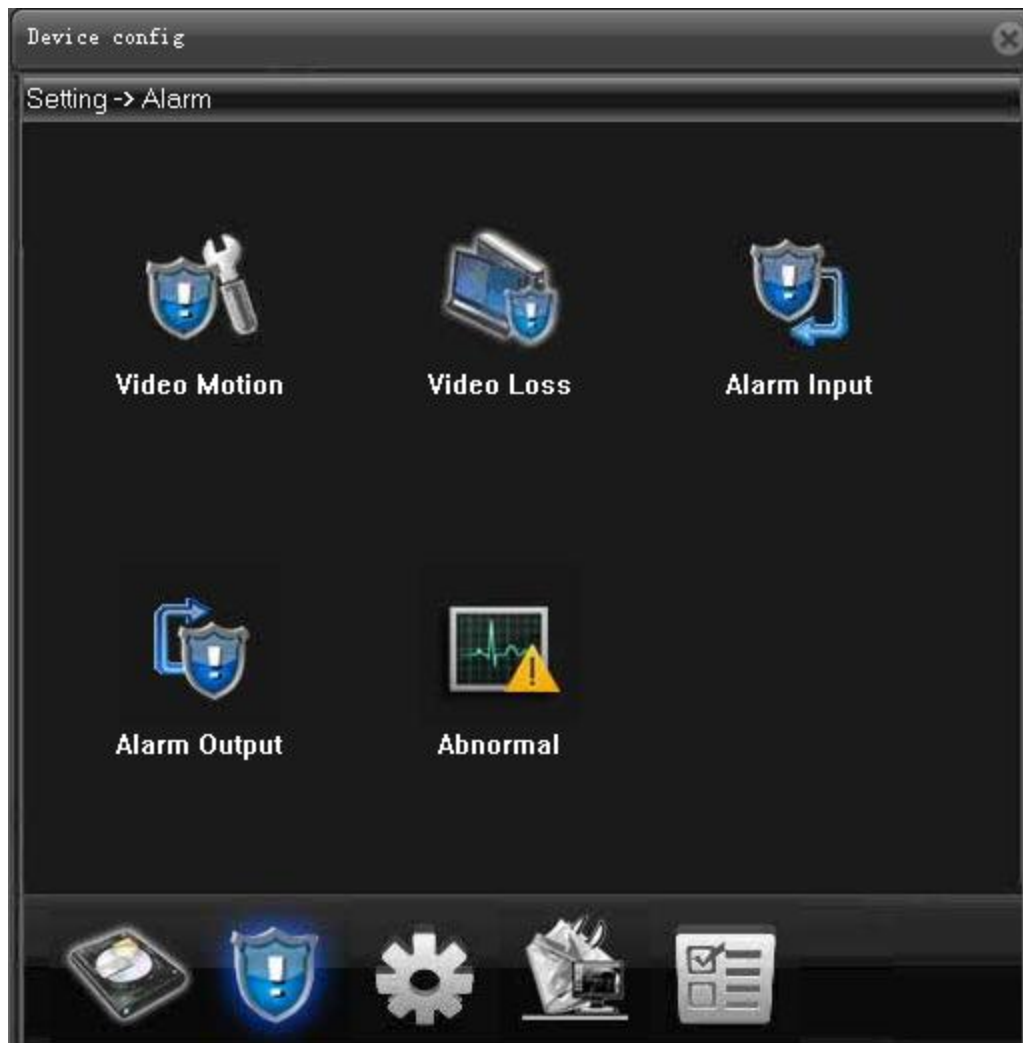 Device config
Setting -> Alarm
Video Motion
Video Loss
Alarm Input
Alarm Output
Abnormal